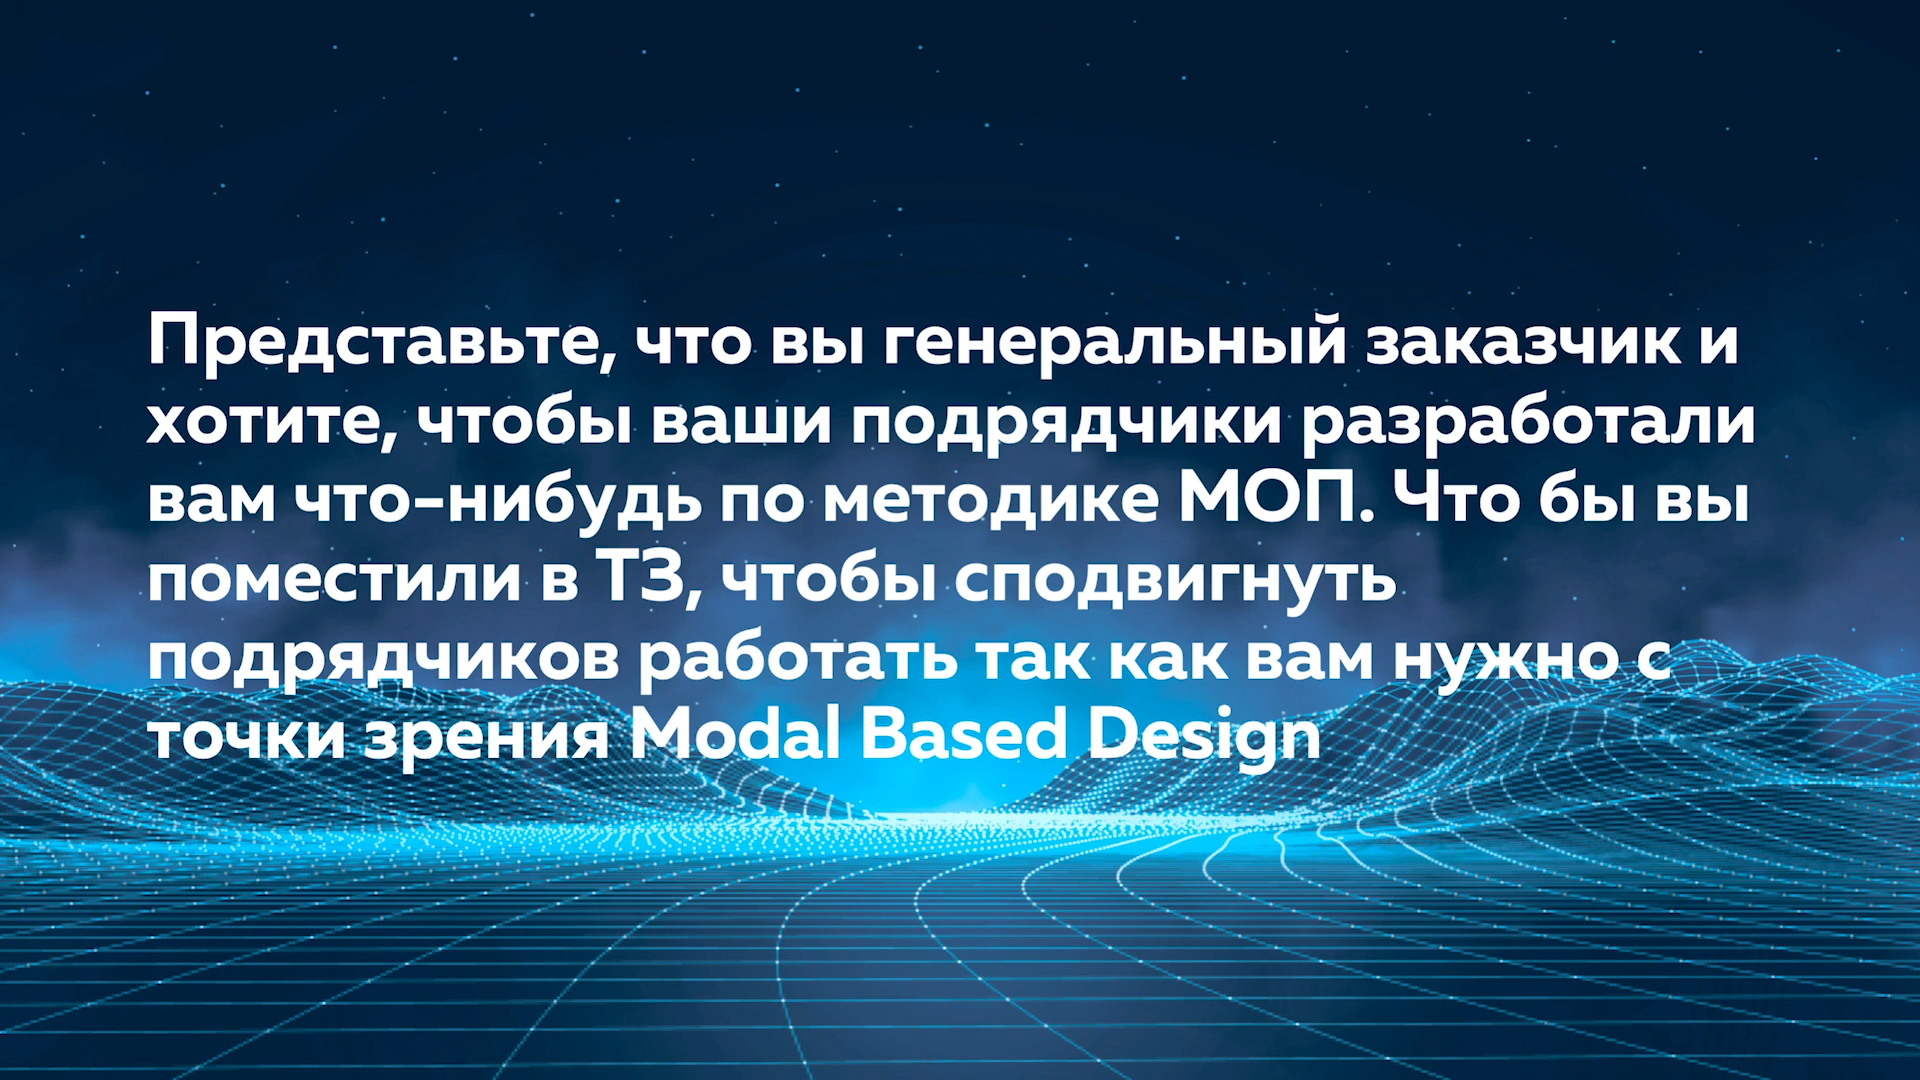 Представьте, что вы генеральный заказчик и
хотите, чтобы ваши подрядчики разработали
вам что-нибудь по методике МОП. Что бы вы
поместили в ТЗ, чтобы сподвигнуть
подрядчиков работать так как вам нужно с
точки зрения Modal Based Design